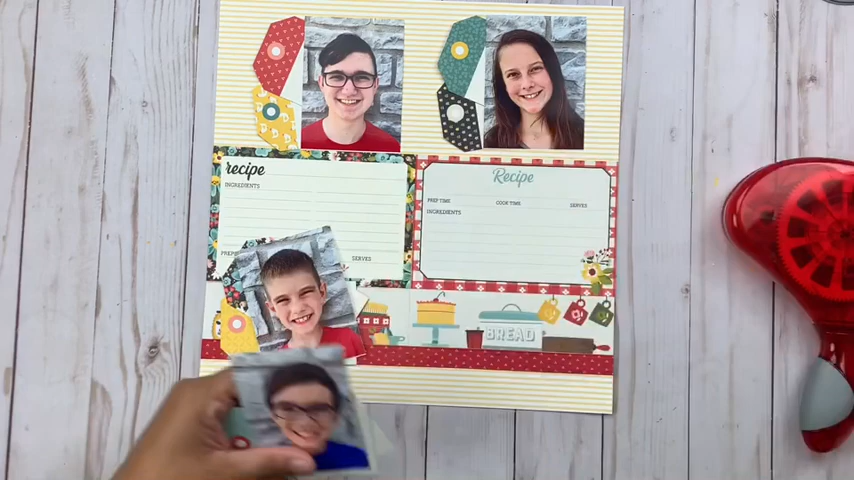 recipe
INGREDIENTS
SERVES
Recipe
PREP TIME
COOK TIME
SERVES
INGREDIENTS
BREAD